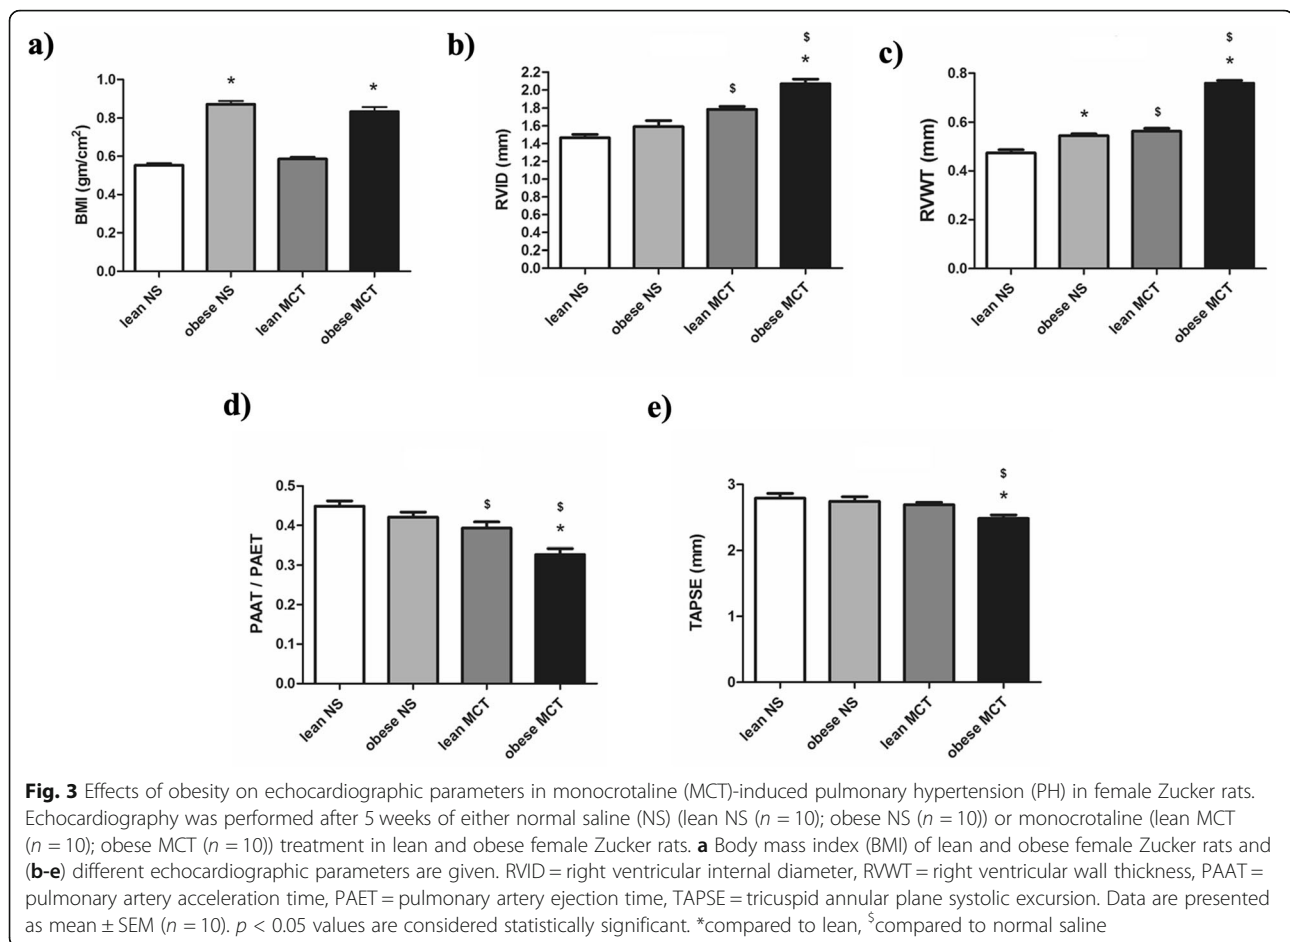 a)
BMI (gm/cm²)
1.0
0.8
0.6
0.4
0.2
0.0
*
*
lean NS
obese NS
lean MCT
obese MCT
b)
RVID (mm)
2.2
2.0
1.8
1.6
1.4
1.2
1.0
0.8
0.6
0.4
0.2
0.0
$
$
*
lean NS
obese NS
lean MCT
obese MCT
c)
RVWT (mm)
0.8
0.6
0.4
0.2
0.0
*
$
$
*
lean NS
obese NS
lean MCT
obese MCT
d)
PAAT / PAET
0.5
0.4
0.3
0.2
0.1
0.0
$
$
*
lean NS
obese NS
lean MCT
obese MCT
e)
TAPSE (mm)
3
2
1
0
$
*
lean NS
obese NS
lean MCT
obese MCT
Fig. 3 Effects of obesity on echocardiographic parameters in monocrotaline (MCT)-induced pulmonary hypertension (PH) in female Zucker rats.
Echocardiography was performed after 5 weeks of either normal saline (NS) (lean NS (n = 10); obese NS (n = 10)) or monocrotaline (lean MCT
(n = 10); obese MCT (n = 10)) treatment in lean and obese female Zucker rats. a Body mass index (BMI) of lean and obese female Zucker rats and
(b-e) different echocardiographic parameters are given. RVID = right ventricular internal diameter, RVWT = right ventricular wall thickness, PAAT =
pulmonary artery acceleration time, PAET = pulmonary artery ejection time, TAPSE = tricuspid annular plane systolic excursion. Data are presented
as mean ± SEM (n = 10). p < 0.05 values are considered statistically significant. *compared to lean, $compared to normal saline